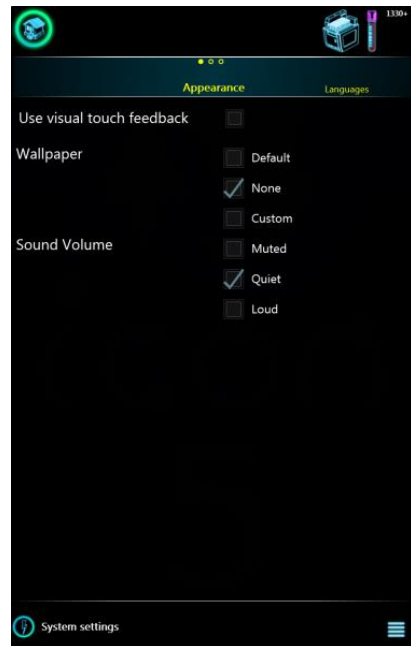 1330+
Appearance
Languages
Use visual touch feedback
Wallpaper
Default
None
Custom
Sound Volume
Muted
Quiet
Loud
System settings